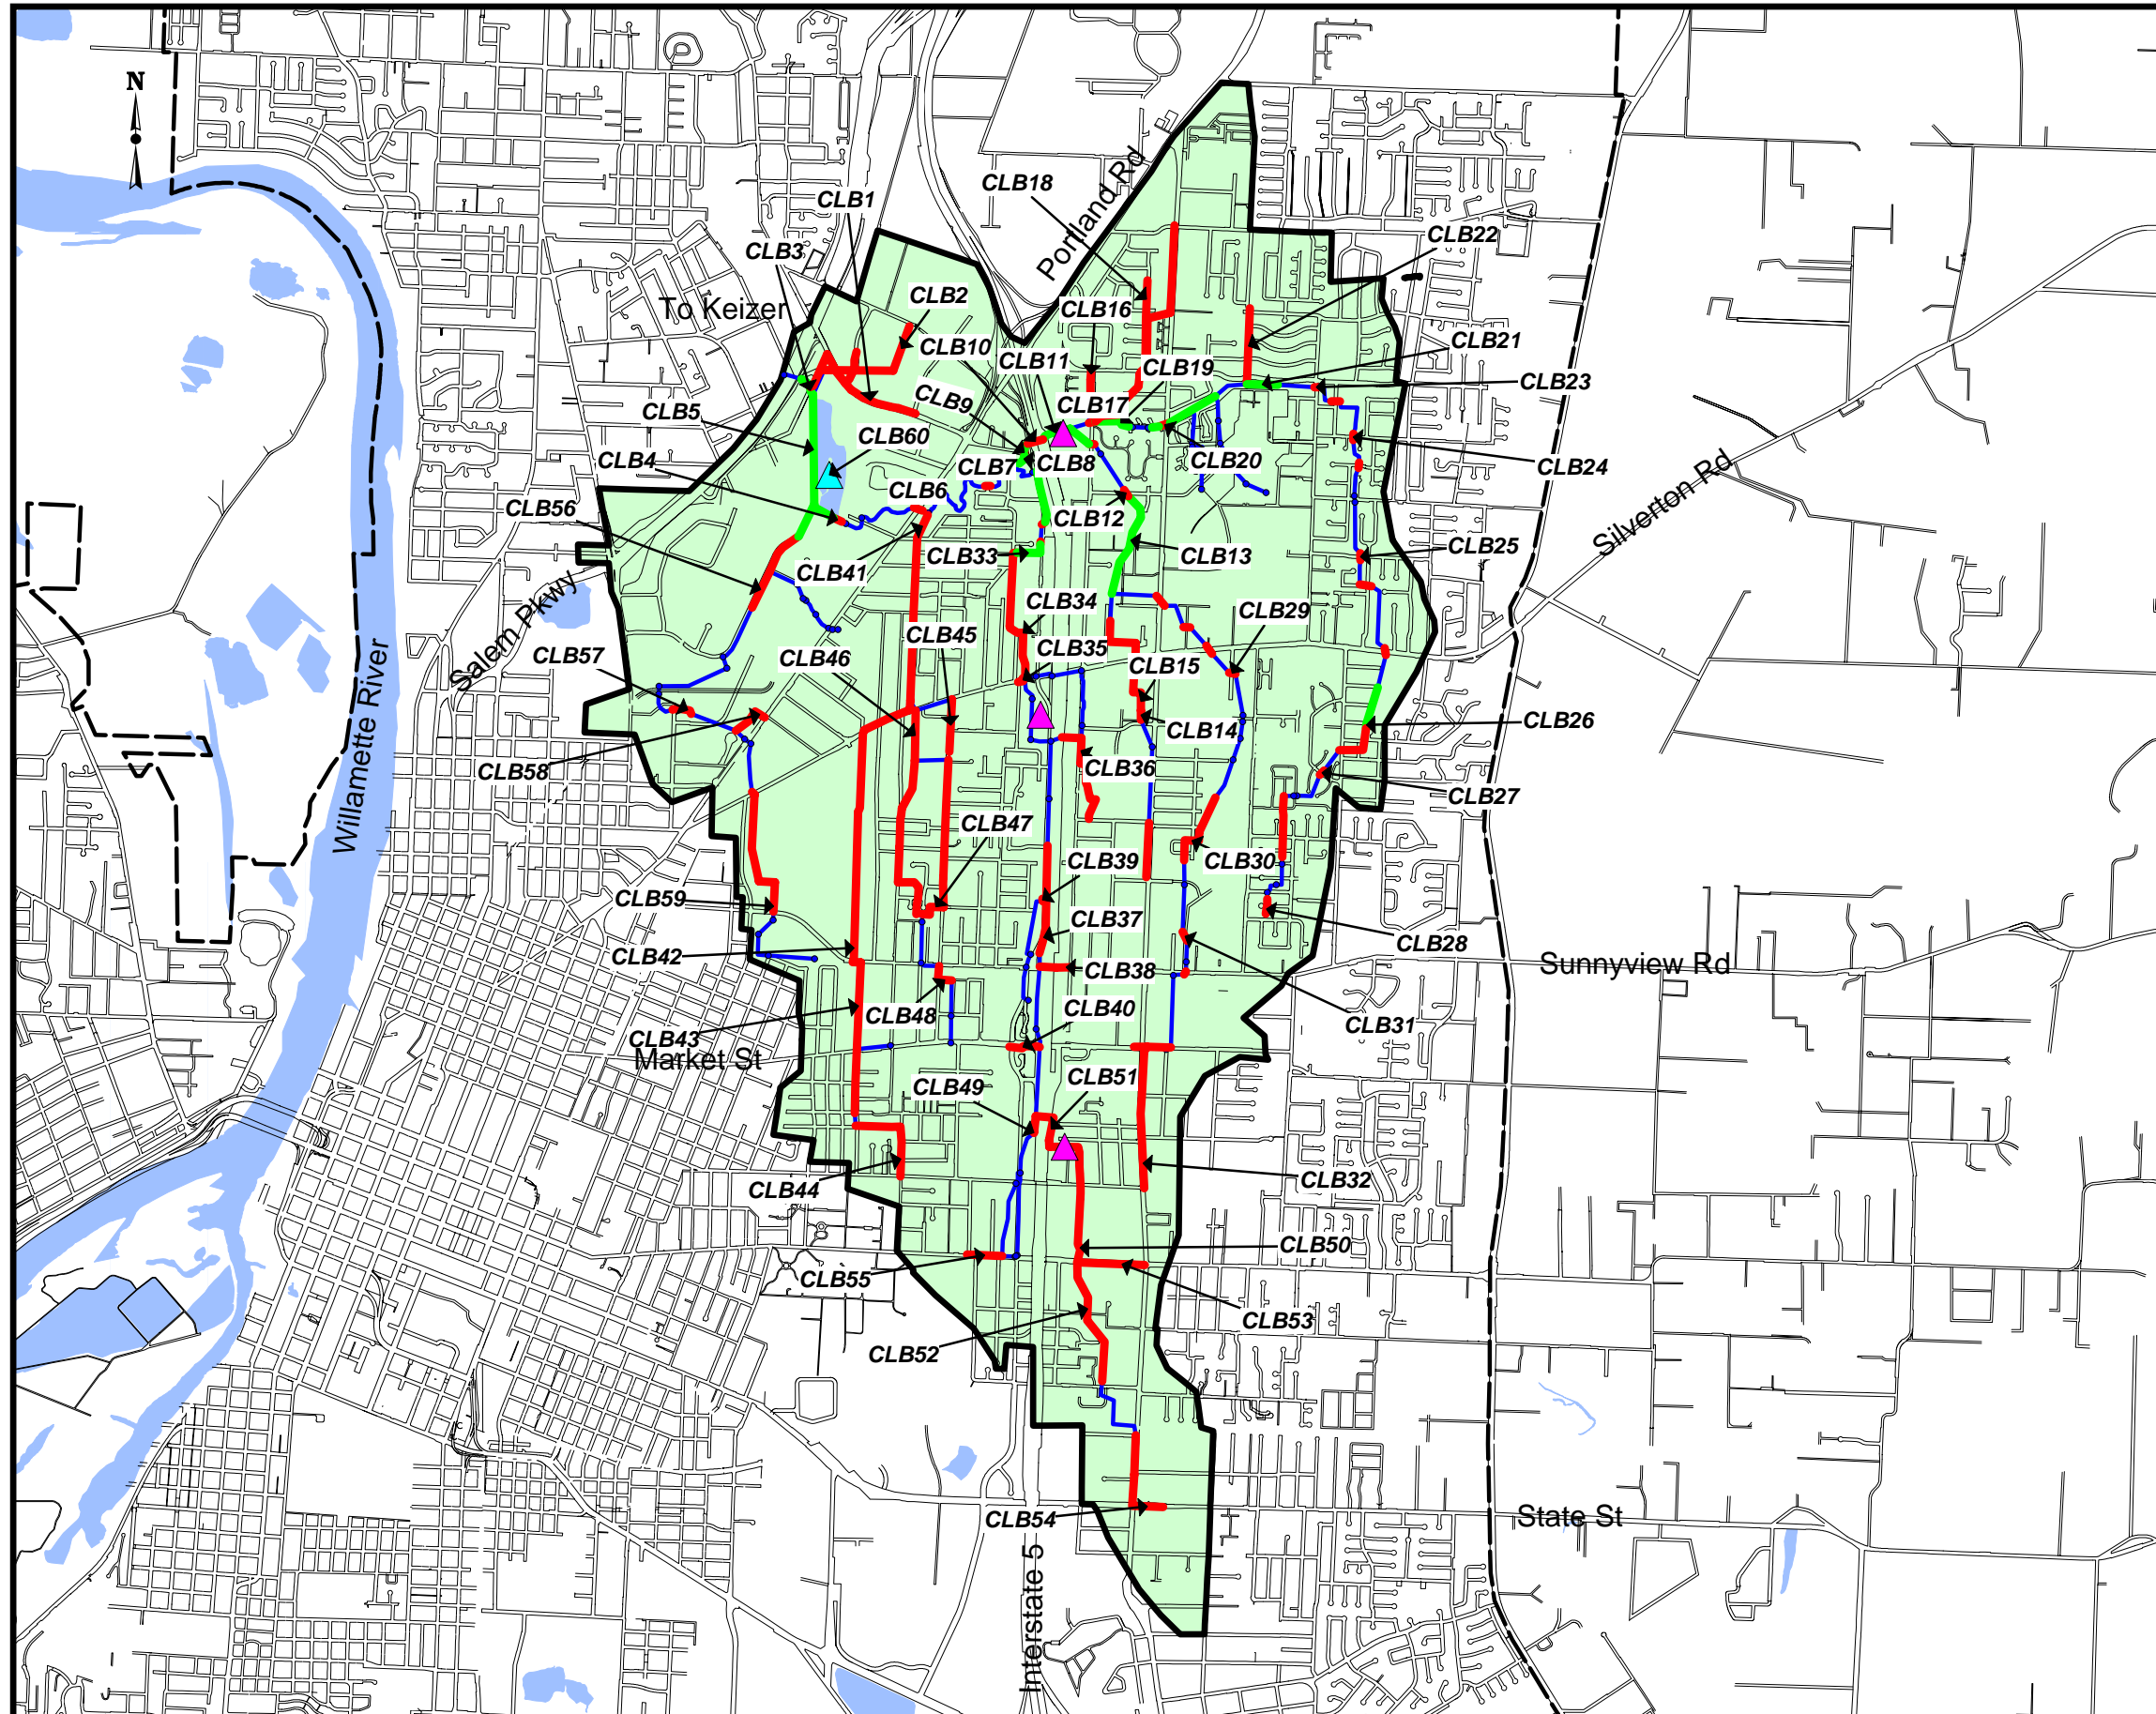 N
Portland Rd
CLB18
CLB1
CLB22
CLB3
CLB2
To Keizer
CLB16
CLB10
CLB11
CLB21
CLB19
CLB23
CLB9
CLB17
CLB5
CLB60
CLB4
CLB7
CLB8
CLB20
CLB24
CLB6
CLB56
CLB12
Silverton Rd
CLB33
CLB13
CLB25
CLB41
CLB34
CLB29
Salem Pkwy
CLB45
CLB35
CLB57
CLB46
CLB15
CLB14
CLB26
Willamette River
CLB58
CLB36
CLB27
CLB47
CLB39
CLB30
CLB59
CLB37
CLB42
CLB38
CLB28
Sunnyview Rd
CLB48
CLB40
CLB43
CLB31
Market St
CLB49
CLB51
CLB44
CLB32
CLB50
CLB55
CLB53
CLB52
CLB54
State St
Interstate 5